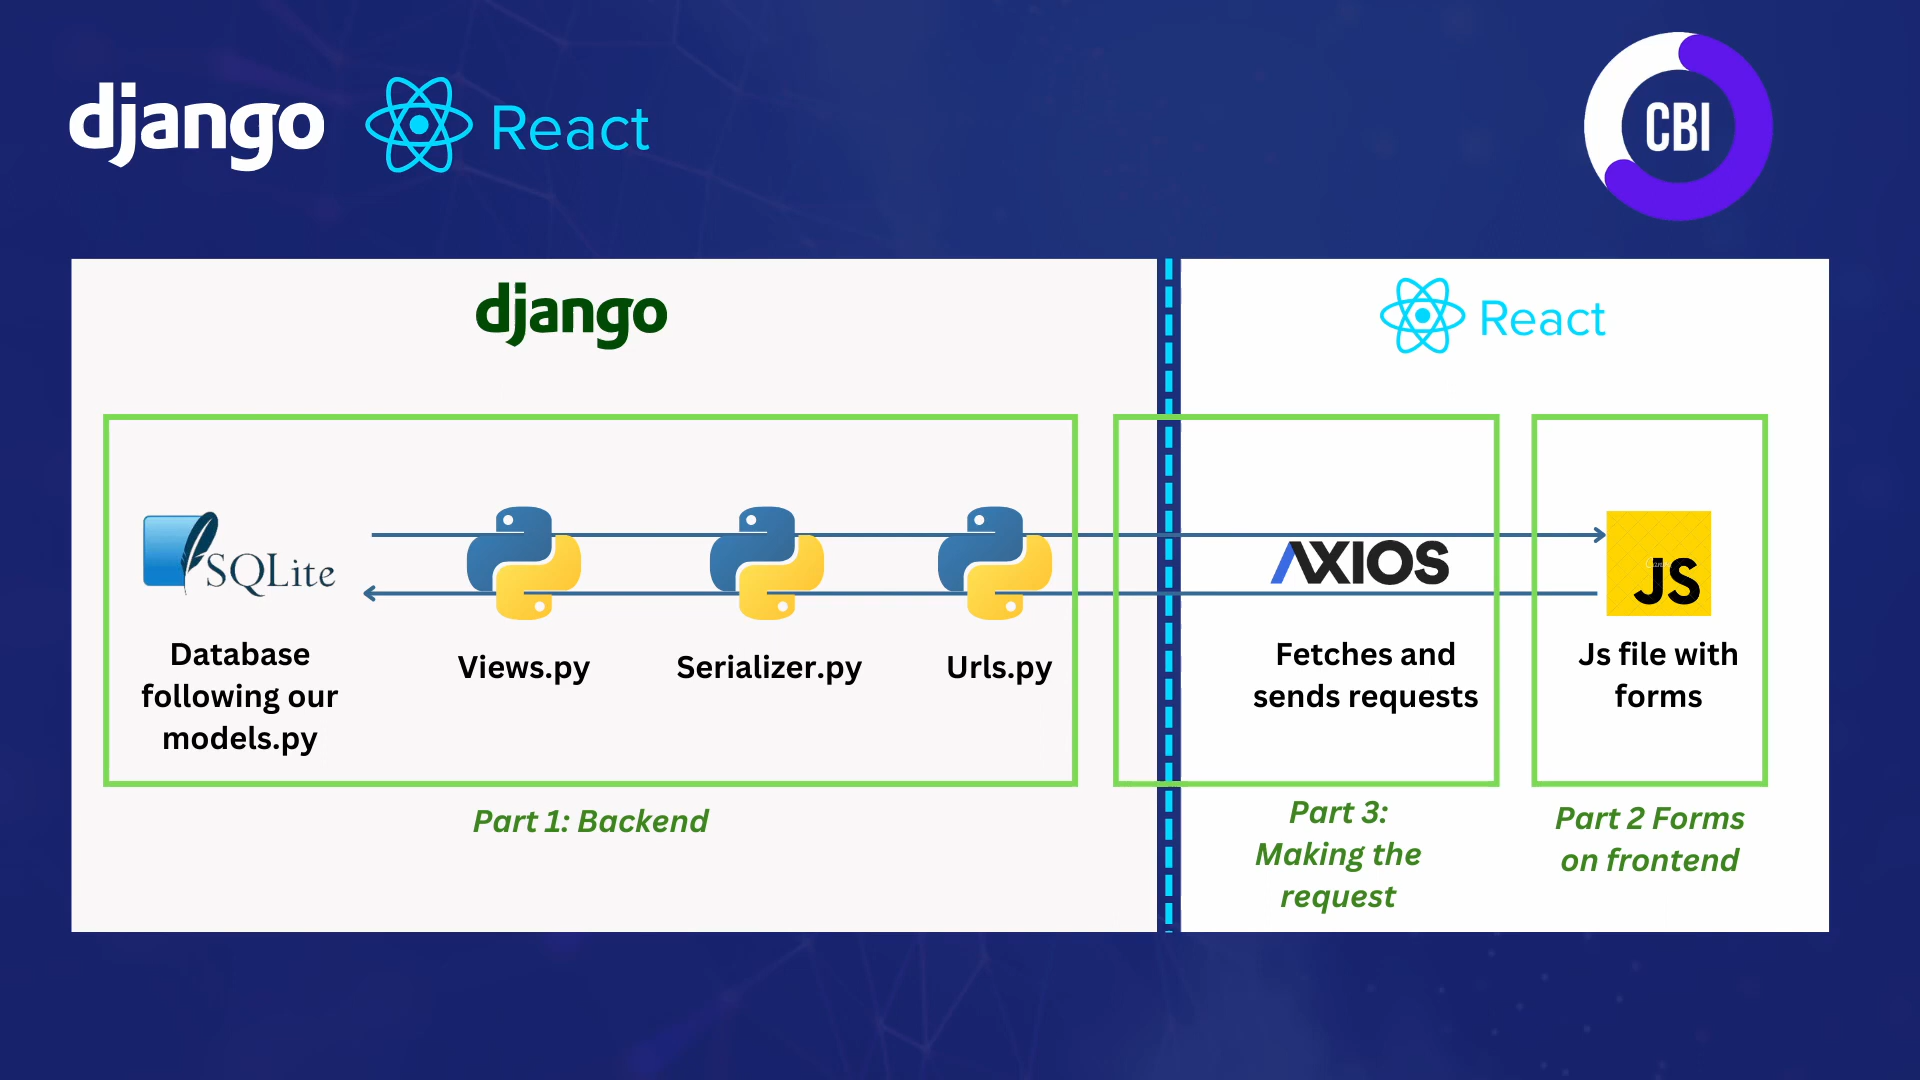 django React
CBI
django
React
SQLite
Database
following our
models.py
Views.py
Serializer.py
Urls.py
AXIOS
Fetches and
sends requests
JS
Js file with
forms
Part 1: Backend
Part 3:
Making the
request
Part 2 Forms
on frontend